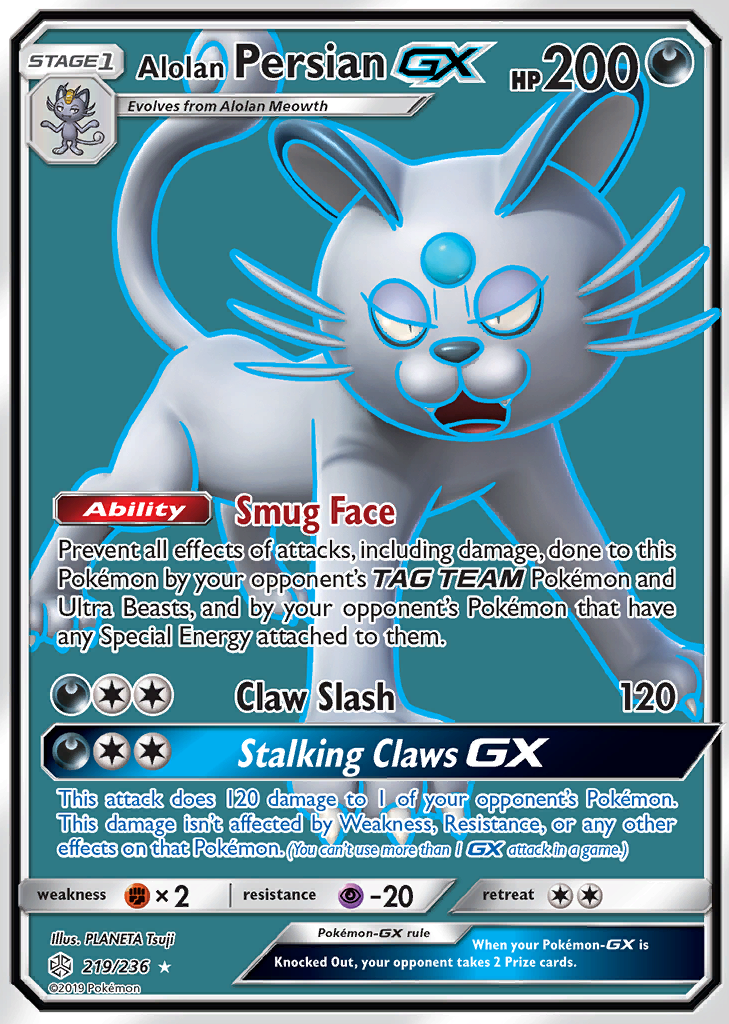 STAGE1 Alolan Persian GX HP200
Evolves from Alolan Meowth
Ability Smug Face
Prevent all effects of attacks, including damage, done to this
Pokémon by your opponent's TAG TEAM Pokémon and
Ultra Beasts, and by your opponent's Pokémon that have
any Special Energy attached to them.
Claw Slash 120
Stalking Claws GX
This attack does 120 damage to 1 of your opponent's Pokémon.
This damage isn't affected by Weakness, Resistance, or any other
effects on that Pokémon. (You can't use more than 1 GX attack in a game.)
weakness ×2 resistance -20 retreat
Illus. PLANETA Tsuji
Pokémon-GX rule
When your Pokémon-GX is
Knocked Out, your opponent takes 2 Prize cards.
219/236
©2019 Pokémon